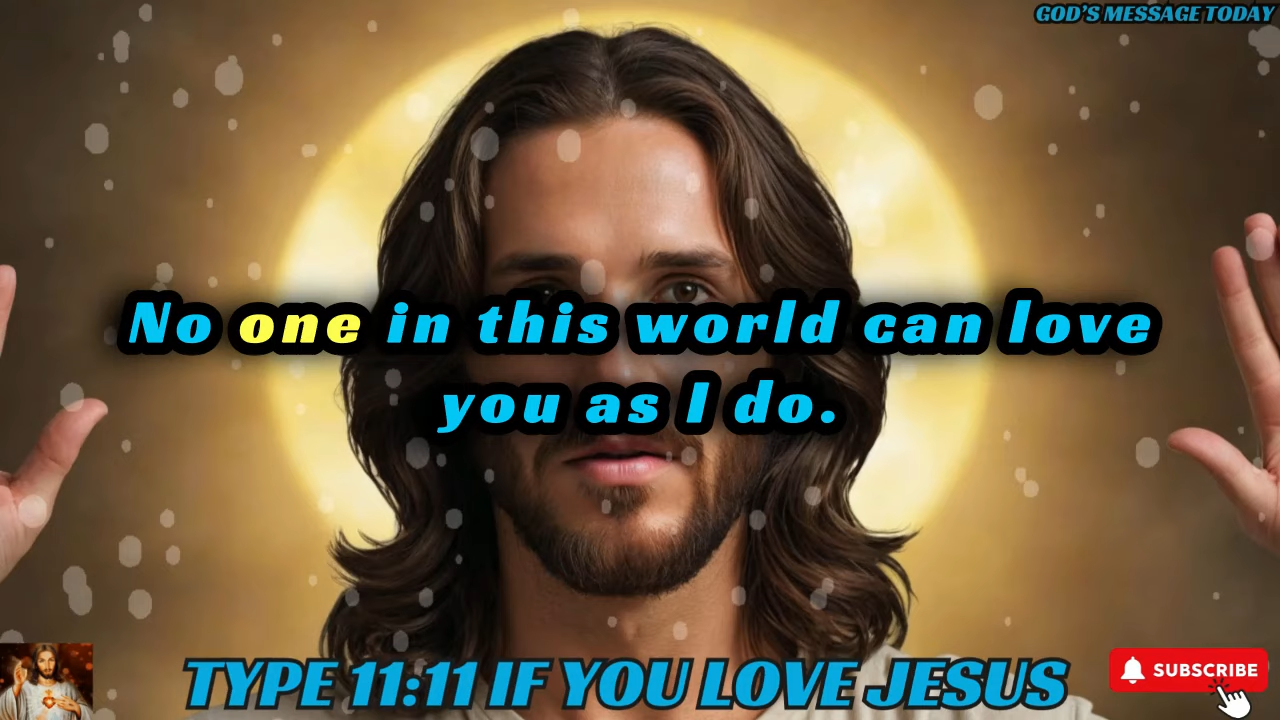 GOD'S MESSAGE TODAY
No one in this world can love
you as I do.
TYPE 11:11 IF YOU LOVE JESUS
SUBSCRIBE